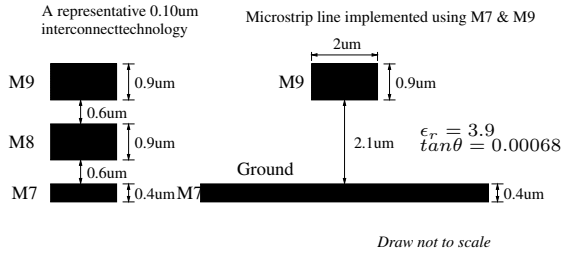 A representative 0.10um
interconnecttechnology
Microstrip line implemented using M7 & M9
2um
M9
0.9um
M9
0.9um
0.6um
M8
0.9um
2.1um
ϵr = 3.9
tanθ = 0.00068
0.6um
Ground
M7
0.4um
M7
0.4um
Draw not to scale